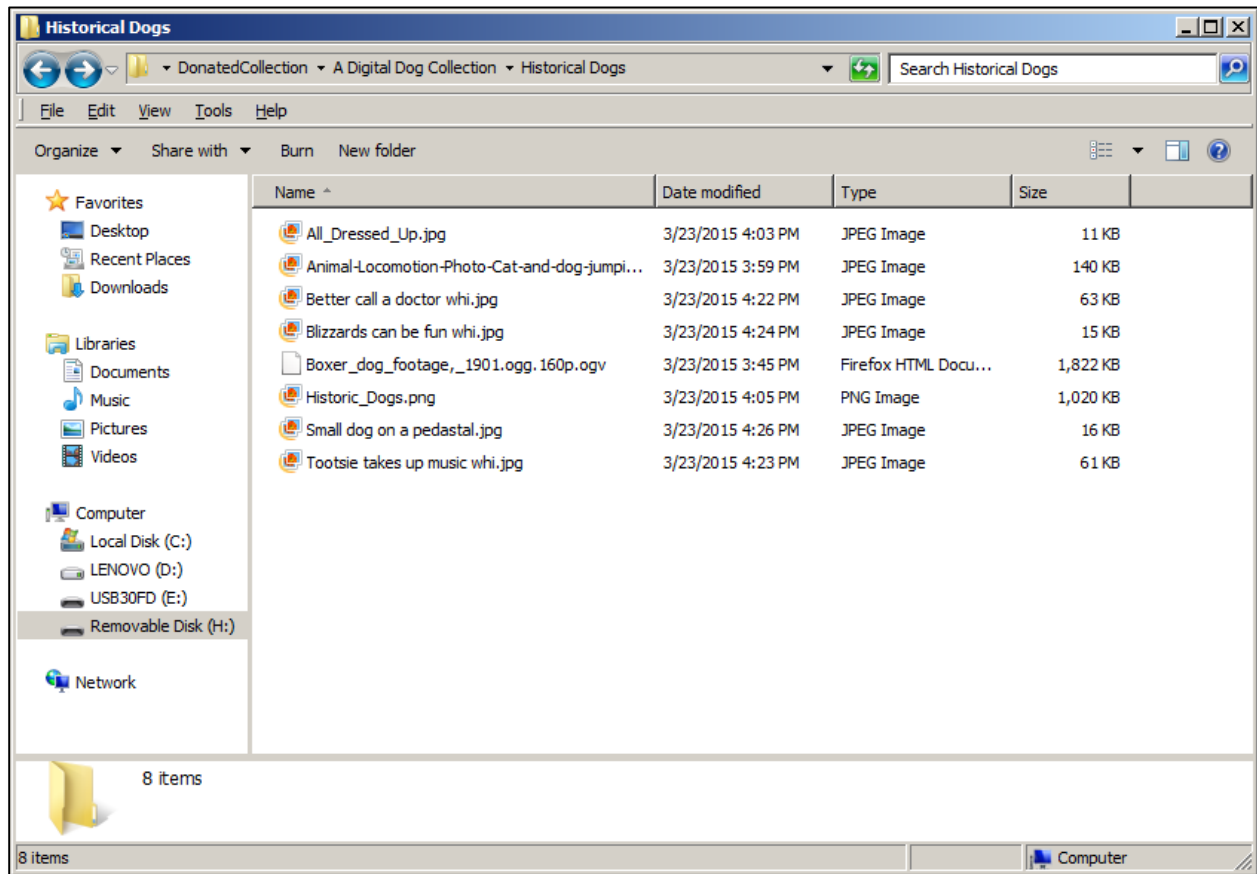 Historical Dogs
DonatedCollection A Digital Dog Collection Historical Dogs Search Historical Dogs
File Edit View Tools Help
Organize Share with Burn New folder
Favorites
Desktop
Recent Places
Downloads
Libraries
Documents
Music
Pictures
Videos
Computer
Local Disk (C:)
LENOVO (D:)
USB30FD (E:)
Removable Disk (H:)
Network
Name Date modified Type Size
All_Dressed_Up.jpg 3/23/2015 4:03 PM JPEG Image 11 KB
Animal-Locomotion-Photo-Cat-and-dog-jumpi... 3/23/2015 3:59 PM JPEG Image 140 KB
Better call a doctor whi.jpg 3/23/2015 4:22 PM JPEG Image 63 KB
Blizzards can be fun whi.jpg 3/23/2015 4:24 PM JPEG Image 15 KB
Boxer_dog_footage,_1901.ogg.160p.ogv 3/23/2015 3:45 PM Firefox HTML Docu... 1,822 KB
Historic_Dogs.png 3/23/2015 4:05 PM PNG Image 1,020 KB
Small dog on a pedastal.jpg 3/23/2015 4:26 PM JPEG Image 16 KB
Tootsie takes up music whi.jpg 3/23/2015 4:23 PM JPEG Image 61 KB
8 items
8 items Computer